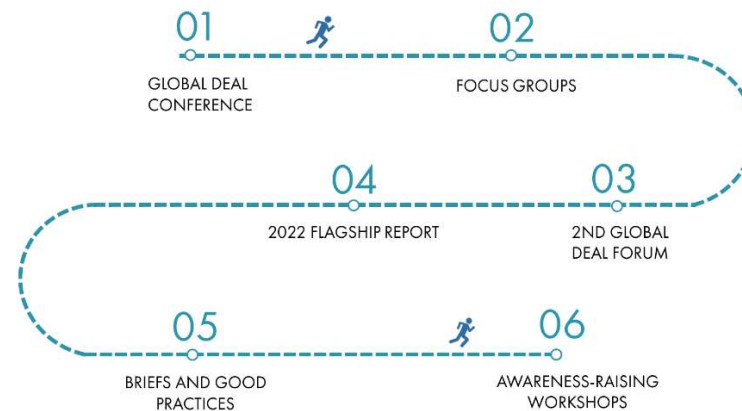 01
02
GLOBAL DEAL
CONFERENCE
FOCUS GROUPS
04
03
2022 FLAGSHIP REPORT
2ND GLOBAL
DEAL FORUM
05
06
BRIEFS AND GOOD
PRACTICES
AWARENESS-RAISING
WORKSHOPS